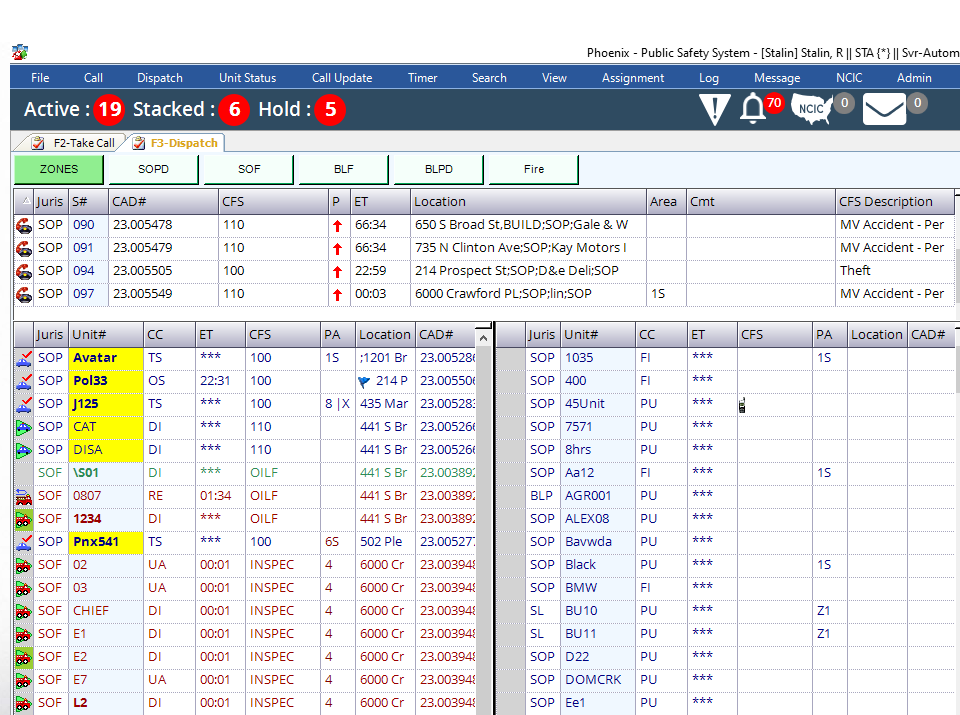 Phoenix - Public Safety System - [Stalin] Stalin, R || STA {*} || Svr-Autom
File Call Dispatch Unit Status Call Update Timer Search View Assignment Log Message NCIC Admin
Active : 19 Stacked : 6 Hold : 5 70 NCIC 0 0
F2-Take Call F3-Dispatch
ZONES SOPD SOF BLF BLPD Fire
Juris S# CAD# CFS P ET Location Area Cmt CFS Description
SOP 090 23.005478 110 66:34 650 S Broad St,BUILD;SOP;Gale & W MV Accident - Per
SOP 091 23.005479 110 66:34 735 N Clinton Ave;SOP;Kay Motors I MV Accident - Per
SOP 094 23.005505 100 22:59 214 Prospect St;SOP;D&e Deli;SOP Theft
SOP 097 23.005549 110 00:03 6000 Crawford PL;SOP;lin;SOP 1S MV Accident - Per
Juris Unit# CC ET CFS PA Location CAD# Juris Unit# CC ET CFS PA Location CAD#
SOP Avatar TS *** 100 1S ;1201 Br 23.005286 SOP 1035 FI *** 1S
SOP Pol33 OS 22:31 100 214 P 23.005506 SOP 400 FI ***
SOP J125 TS *** 100 8 |X 435 Mar 23.005283 SOP 45Unit PU ***
SOP CAT DI *** 110 441 S Br 23.005266 SOP 7571 PU ***
SOP DISA DI *** 110 441 S Br 23.005266 SOP 8hrs PU ***
SOF \S01 DI *** OILF 441 S Br 23.003892 SOP Aa12 FI *** 1S
SOF 0807 RE 01:34 OILF 441 S Br 23.003892 BLP AGR001 PU ***
SOF 1234 DI *** OILF 441 S Br 23.003892 SOP ALEX08 PU ***
SOP Pnx541 TS *** 100 6S 502 Ple 23.005277 SOP Bavwda PU ***
SOF 02 UA 00:01 INSPEC 4 6000 Cr 23.003948 SOP Black PU *** 1S
SOF 03 UA 00:01 INSPEC 4 6000 Cr 23.003948 SOP BMW FI ***
SOF CHIEF DI 00:01 INSPEC 4 6000 Cr 23.003948 SL BU10 PU *** Z1
SOF E1 DI 00:01 INSPEC 4 6000 Cr 23.003948 SL BU11 PU *** Z1
SOF E2 DI 00:01 INSPEC 4 6000 Cr 23.003948 SOP D22 PU ***
SOF E7 UA 00:01 INSPEC 4 6000 Cr 23.003948 SOP DOMCRK PU ***
SOF L2 DI 00:01 INSPEC 4 6000 Cr 23.003948 SOP Ee1 PU ***